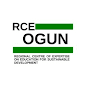 RCE
OGUN
REGIONAL CENTRE OF EXPERTISE
ON EDUCATION FOR SUSTAINABLE
DEVELOPMENT